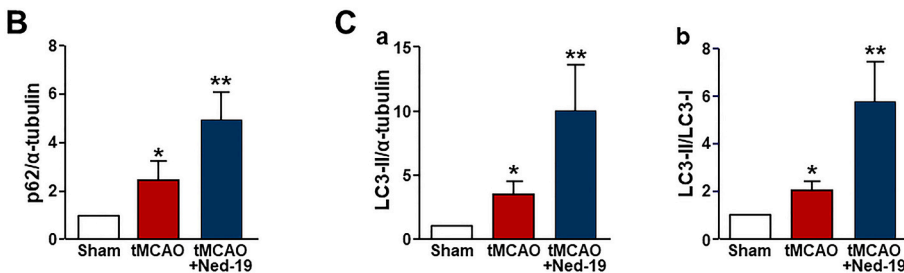 B
p62/α-tubulin
8
6
4
2
0
*
**
Sham
tMCAO
tMCAO
+Ned-19
C
a
LC3-II/α-tubulin
15
10
5
0
*
**
Sham
tMCAO
tMCAO
+Ned-19
b
LC3-II/LC3-I
8
6
4
2
0
*
**
Sham
tMCAO
tMCAO
+Ned-19